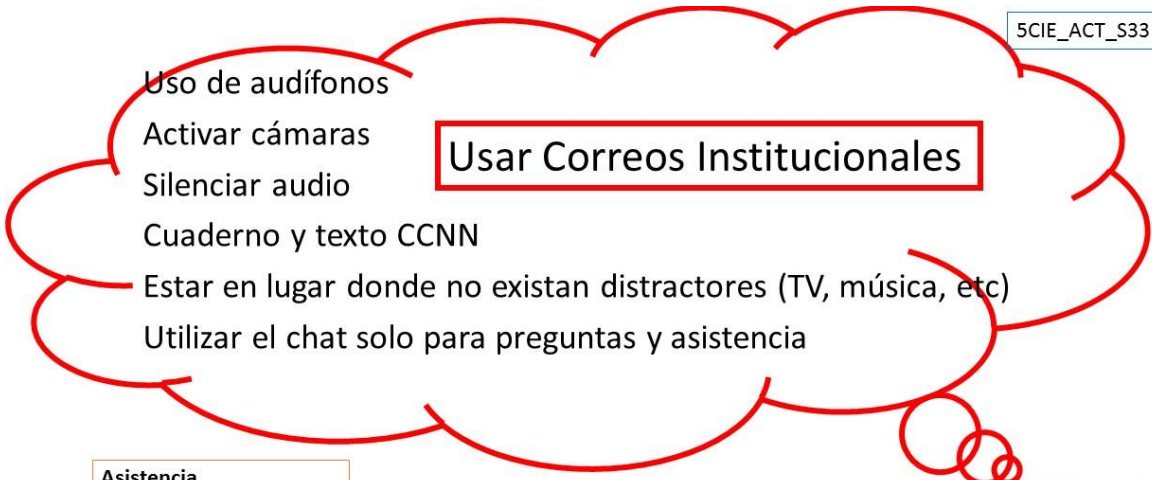 5CIE_ACT_S33
Uso de audífonos
Activar cámaras
Usar Correos Institucionales
Silenciar audio
Cuaderno y texto CCNN
Estar en lugar donde no existan distractores (TV, música, etc)
Utilizar el chat solo para preguntas y asistencia
Asistencia